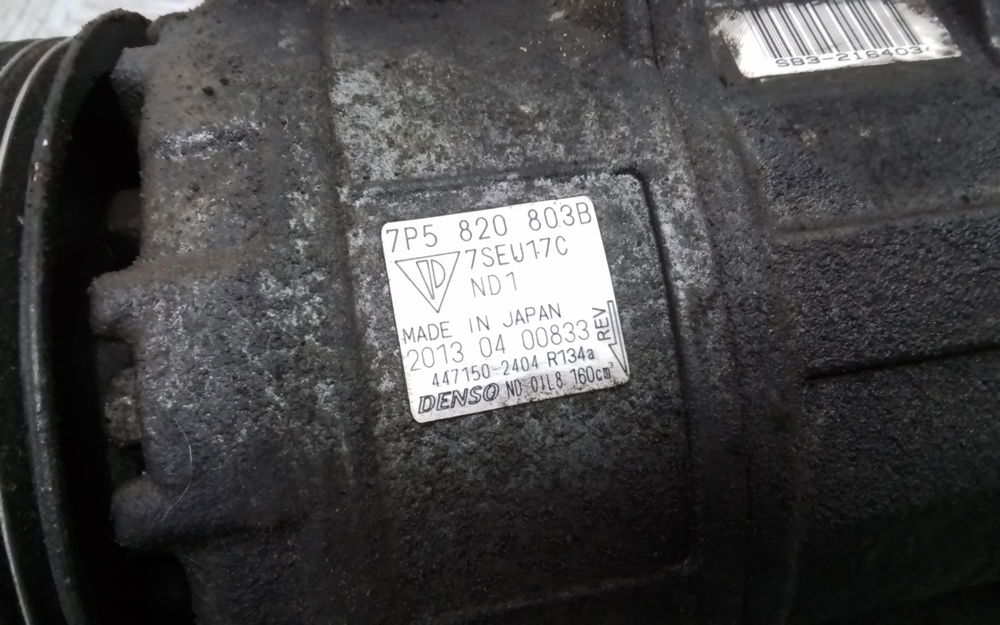 SB3-216403
7P5 820 803B
7SEU17C
ND1
MADE IN JAPAN
2013 04 00833
REV
447150-2404 R134a
DENSO ND OIL8 160cm³